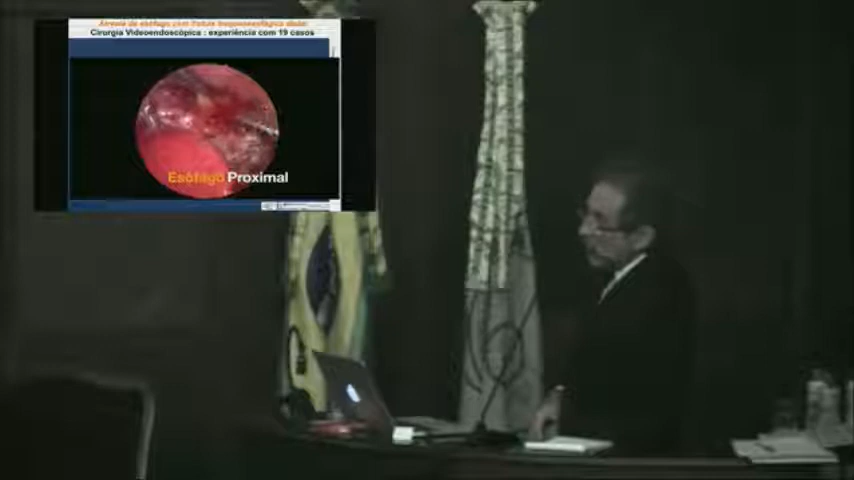 Atresia de esôfago com fístula traqueoesofágica distal:
Cirurgia Videoendoscópica : experiência com 19 casos
Esôfago Proximal